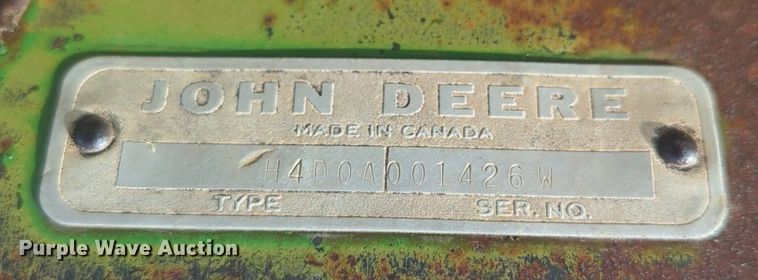 JOHN DEERE
MADE IN CANADA
H4D0A001426W
TYPE SER. NO.
Purple Wave Auction